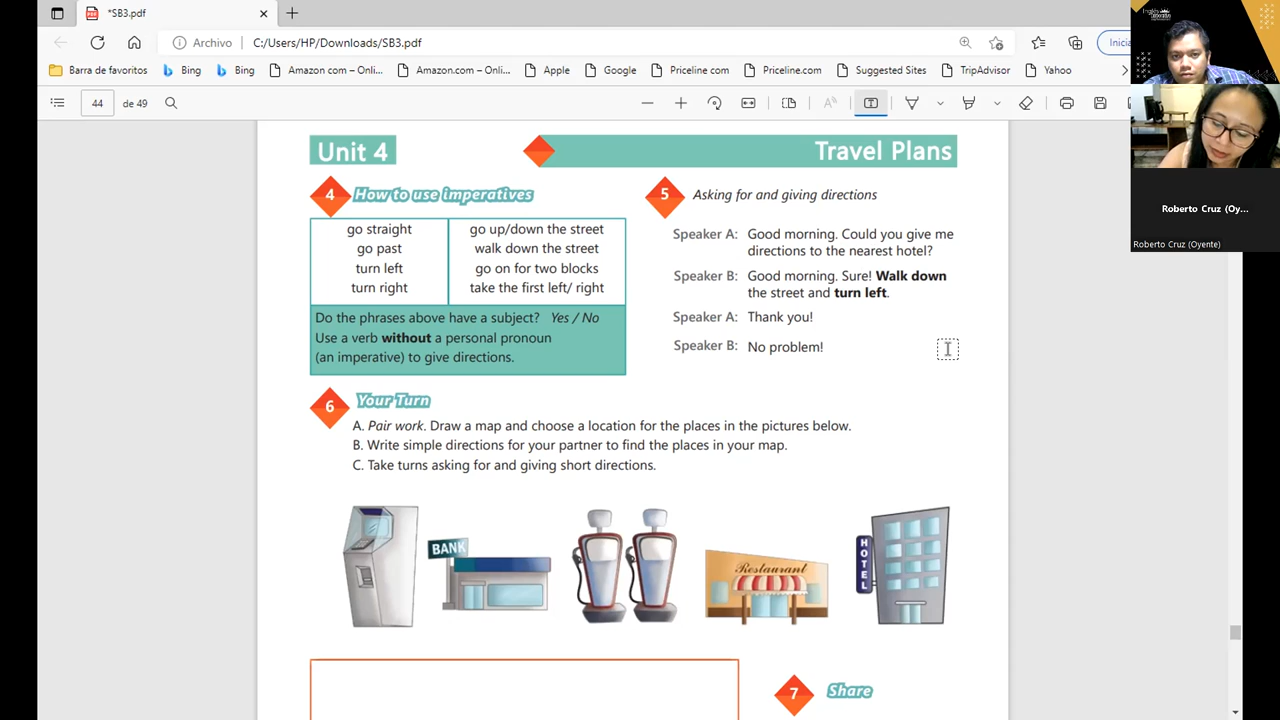 *SB3.pdf
Archivo
C:/Users/HP/Downloads/SB3.pdf
Inicia
Barra de favoritos
Bing
Bing
Amazon com – Onli...
Amazon.com – Onli...
Apple
Google
Priceline.com
Priceline.com
Suggested Sites
TripAdvisor
Yahoo
44
de 49
Roberto Cruz (Oy...
Roberto Cruz (Oyente)
Unit 4
Travel Plans
4
How to use imperatives
go straight
go past
turn left
turn right
go up/down the street
walk down the street
go on for two blocks
take the first left/ right
Do the phrases above have a subject? Yes / No
Use a verb without a personal pronoun
(an imperative) to give directions.
5
Asking for and giving directions
Speaker A: Good morning. Could you give me
directions to the nearest hotel?
Speaker B: Good morning. Sure! Walk down
the street and turn left.
Speaker A: Thank you!
Speaker B: No problem!
6
Your Turn
A. Pair work. Draw a map and choose a location for the places in the pictures below.
B. Write simple directions for your partner to find the places in your map.
C. Take turns asking for and giving short directions.
BANK
Restaurant
HOTEL
7
Share